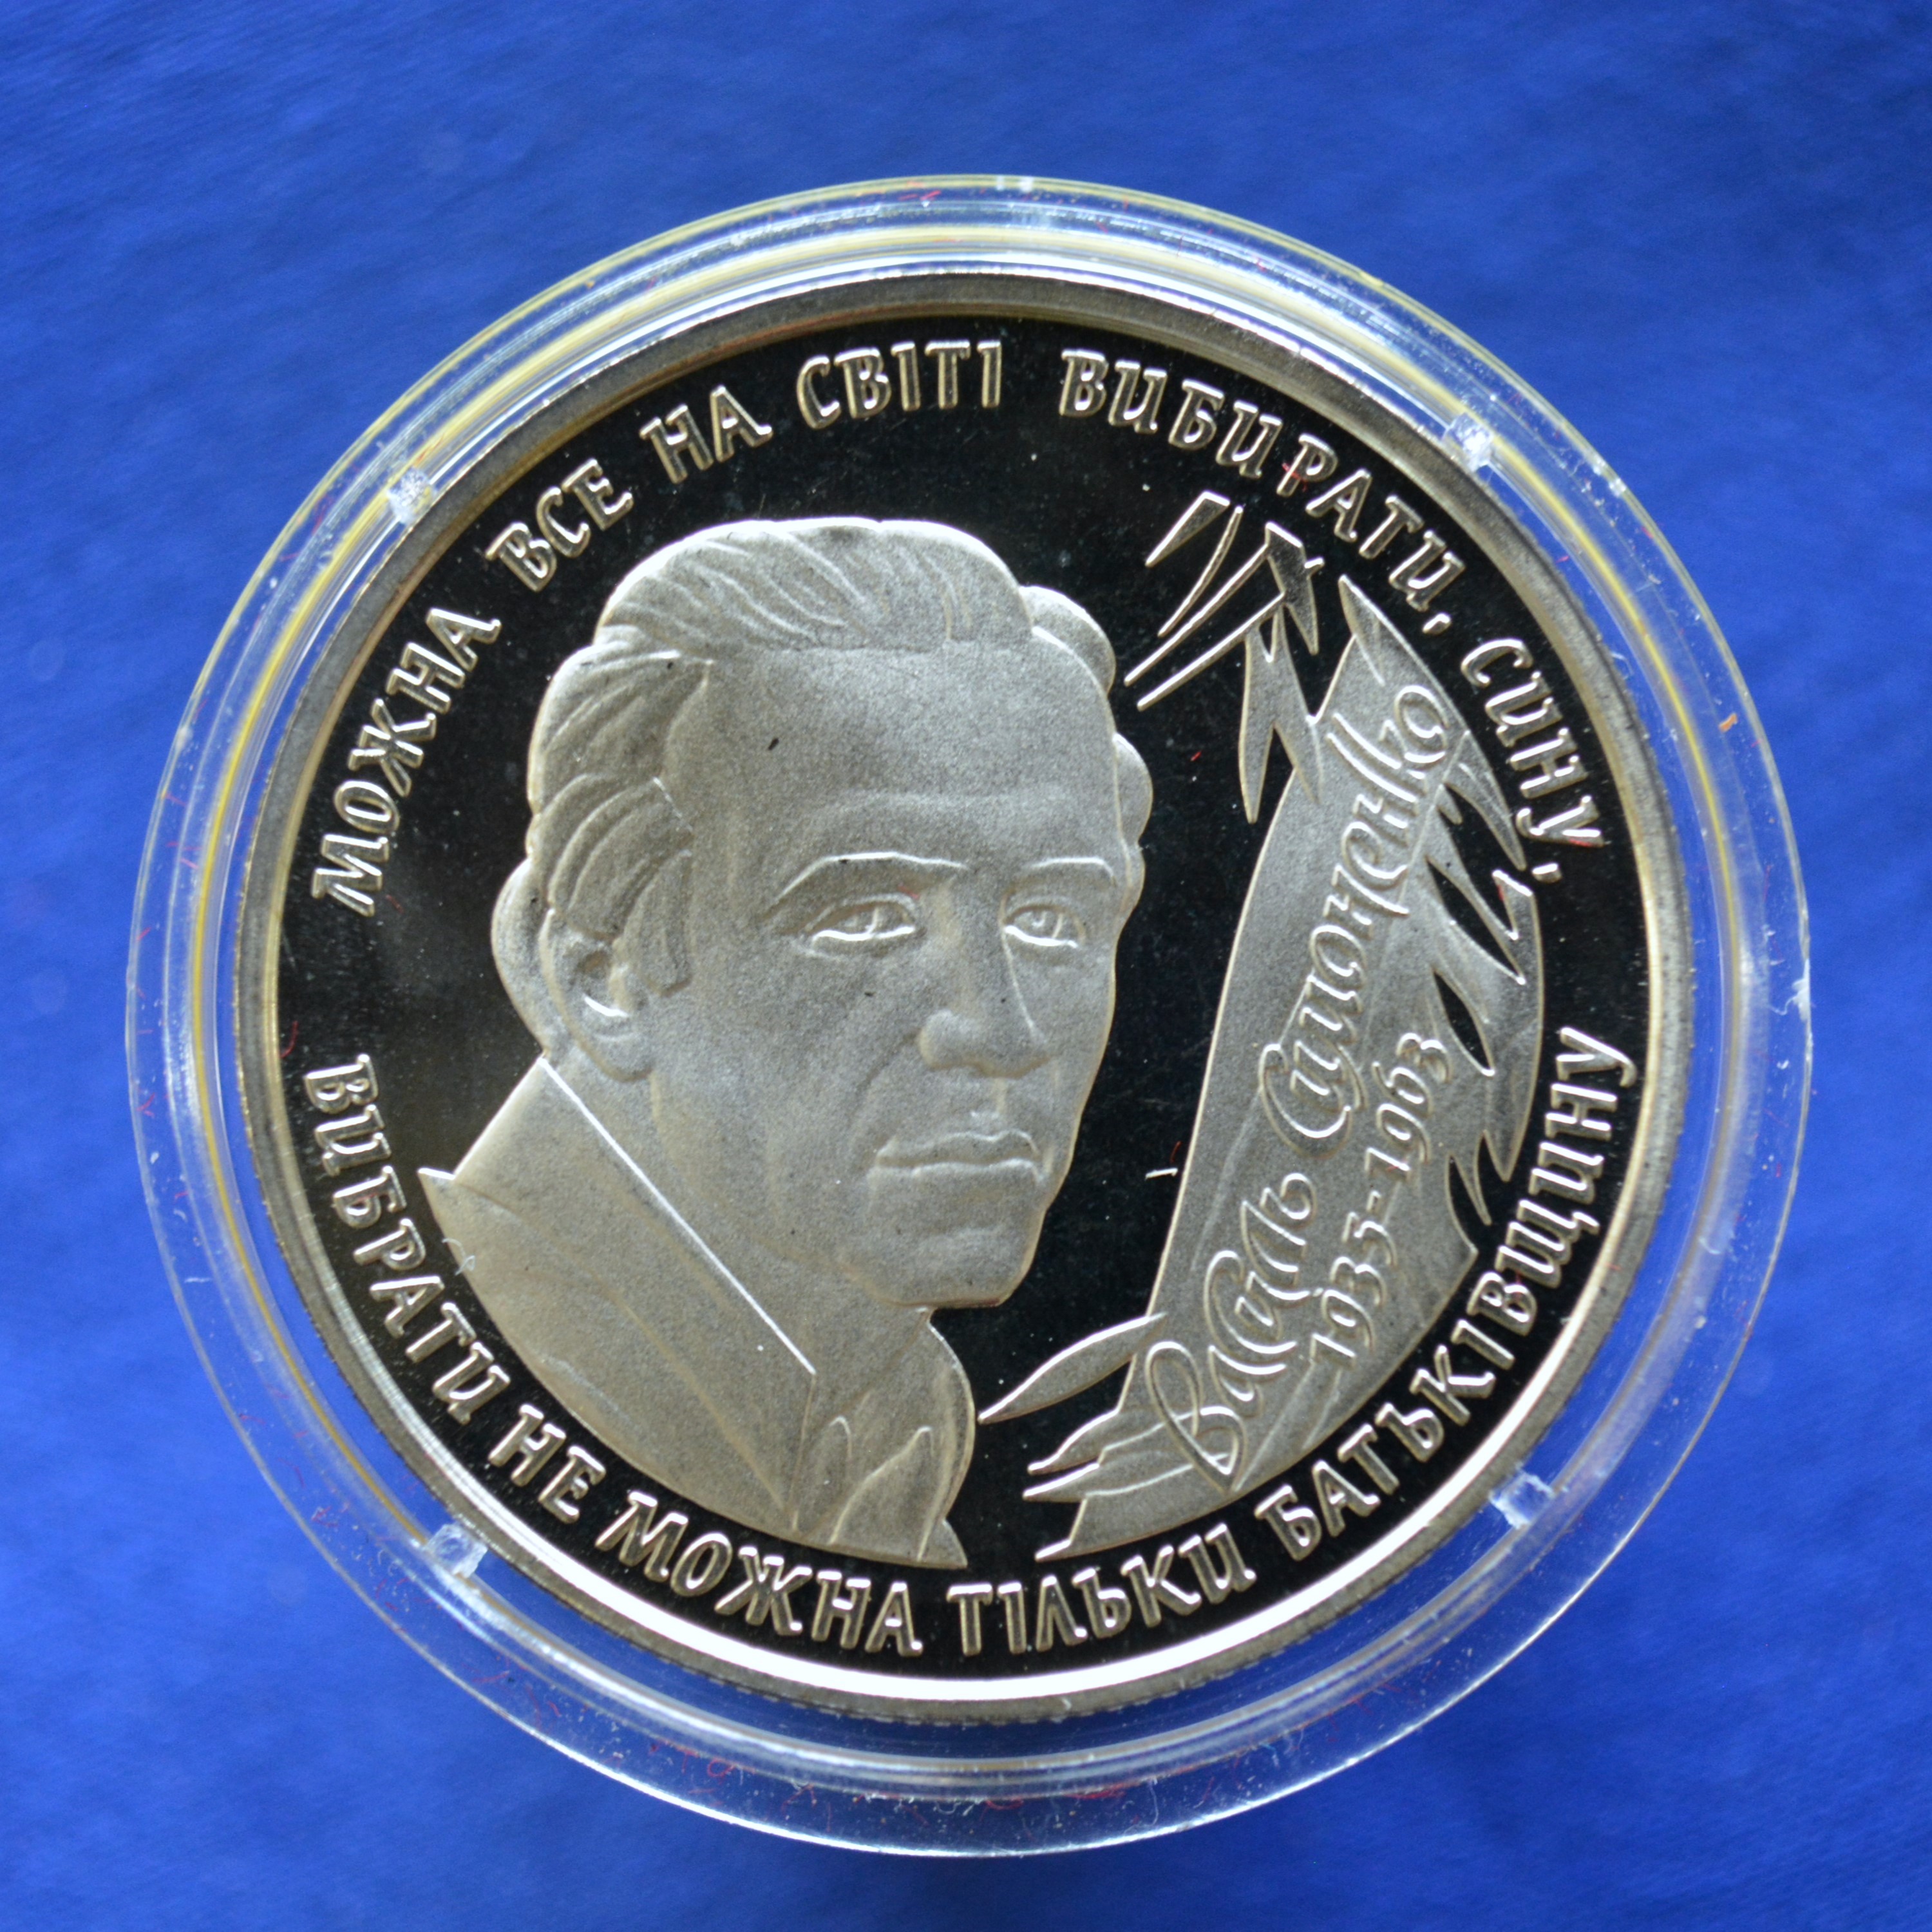 МОЖНА ВСЕ НА СВІТІ ВИБИРАТИ, СИНУ,
ВИБРАТИ НЕ МОЖНА ТІЛЬКИ БАТЬКІВЩИНУ
Василь Симоненко
1935-1963